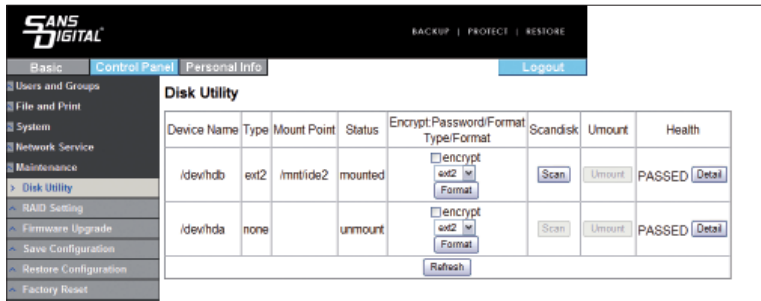 SANS DIGITAL
BACKUP | PROTECT | RESTORE
Basic Control Panel Personal Info Logout
Users and Groups
File and Print
System
Network Service
Maintenance
> Disk Utility
RAID Setting
Firmware Upgrade
Save Configuration
Restore Configuration
Factory Reset
Disk Utility
Device Name Type Mount Point Status Encrypt:Password/Format Type/Format Scandisk Umount Health
/dev/hdb ext2 /mnt/ide2 mounted encrypt ext2 Format Scan Umount PASSED Detail
/dev/hda none unmount encrypt ext2 Format Scan Umount PASSED Detail
Refresh